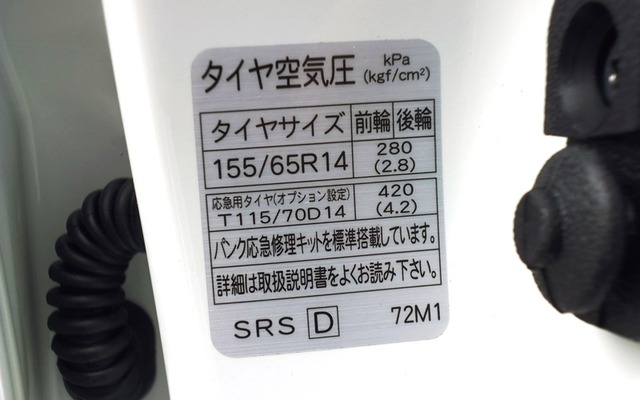 タイヤ空気圧 kPa (kgf/cm²)
タイヤサイズ 前輪 後輪
155/65R14 280 (2.8)
応急用タイヤ(オプション設定) 420
T115/70D14 (4.2)
パンク応急修理キットを標準搭載しています。
詳細は取扱説明書をよくお読み下さい。
SRS D 72M1